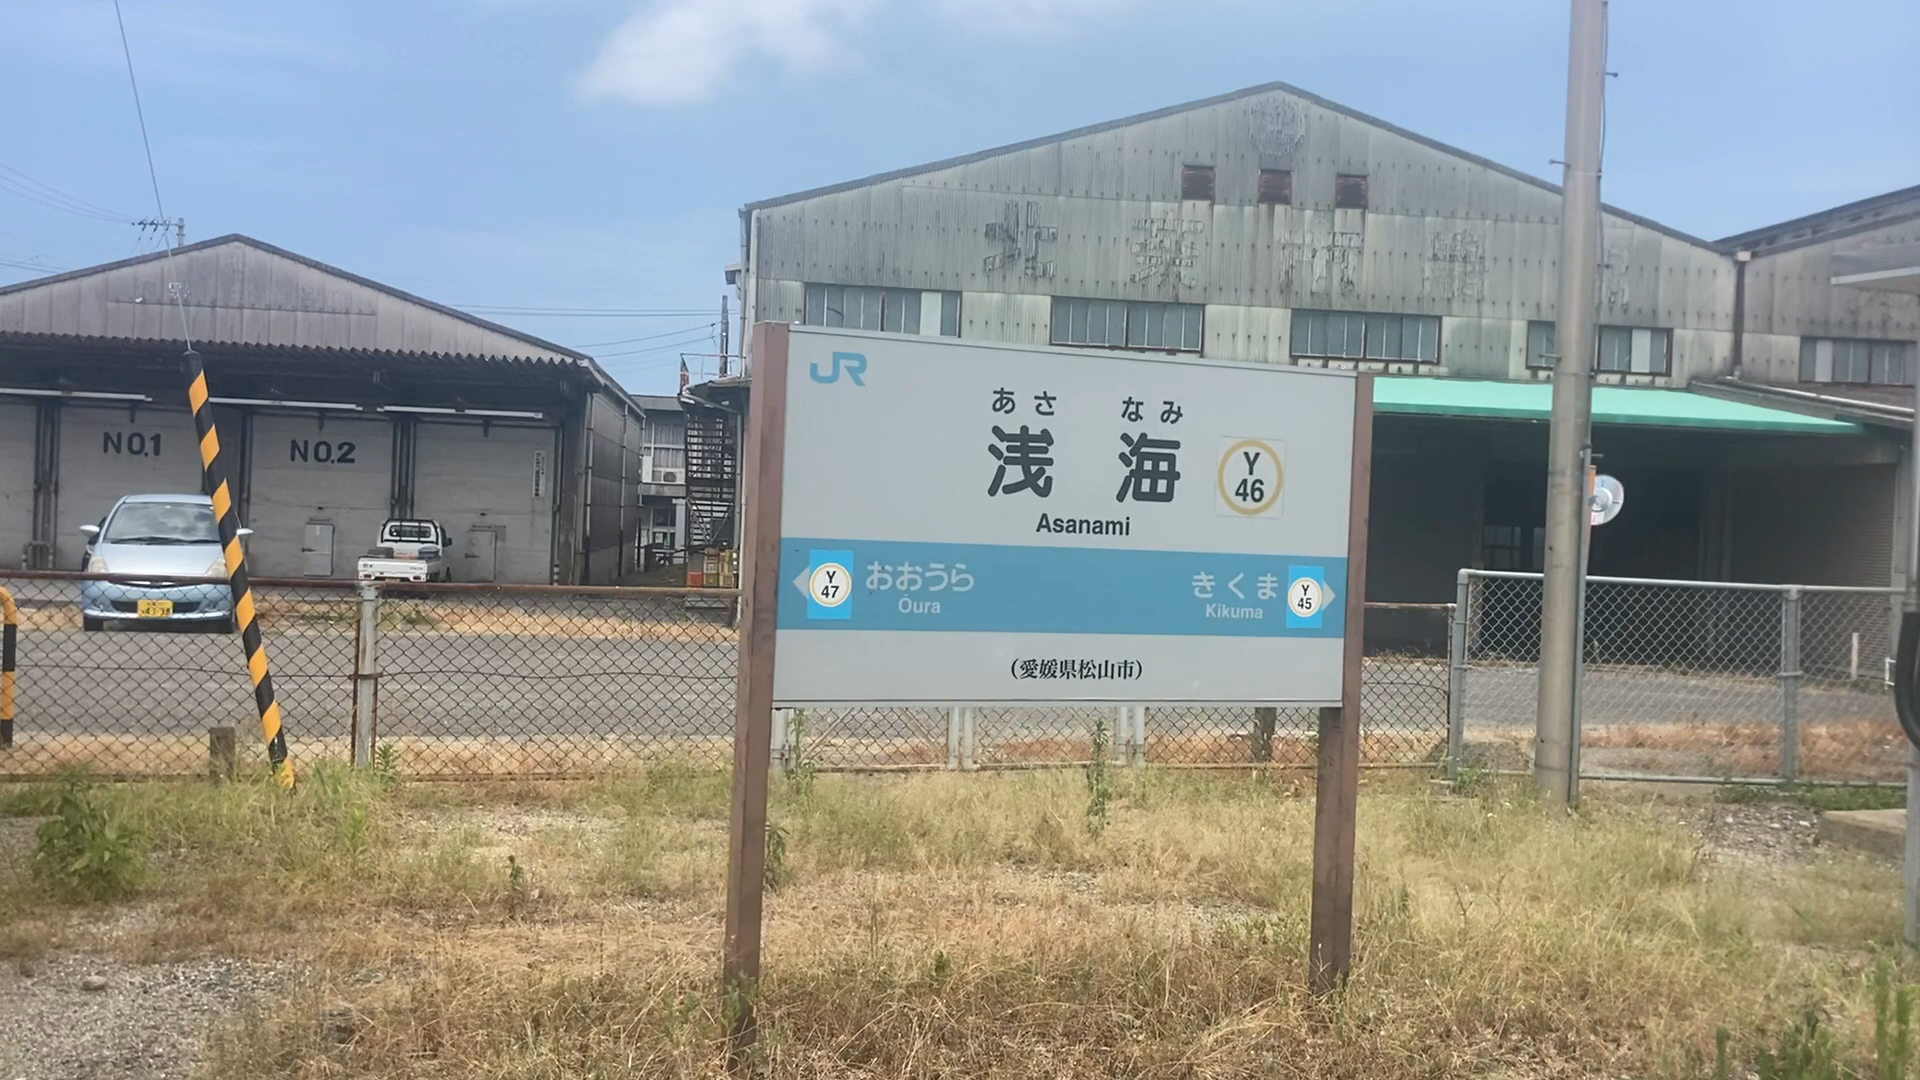 NO.1
NO.2
JR
あさ なみ
浅海
Y
46
Asanami
Y
47
おおうら
Ōura
きくま
Kikuma
Y
45
(愛媛県松山市)